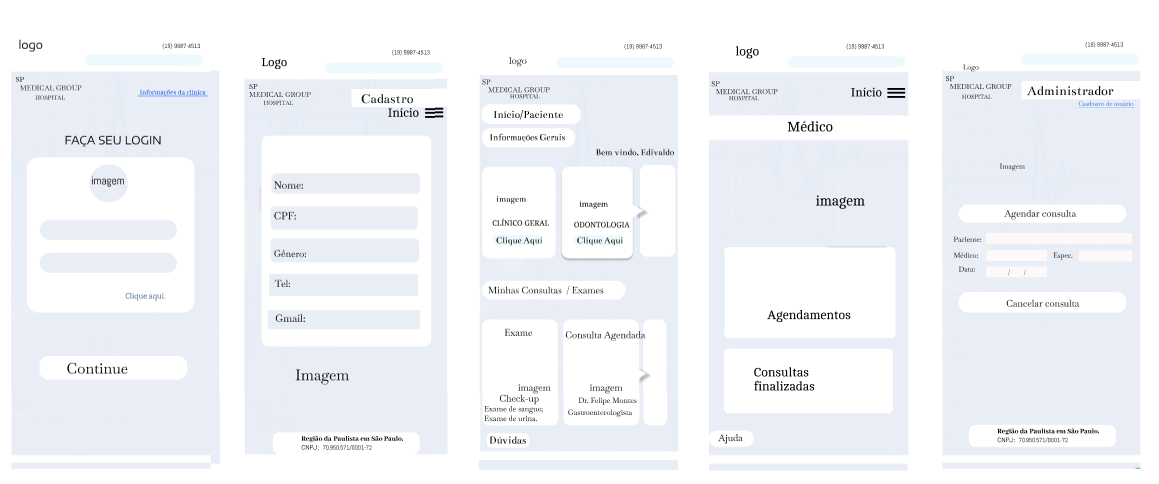 logo
(19) 9987-4513
SP
MEDICAL GROUP
HOSPITAL
Informações da clínica
FAÇA SEU LOGIN
imagem
Clique aqui.
Continue
(19) 9987-4513
Logo
SP
MEDICAL GROUP
HOSPITAL
Cadastro
Início
Nome:
CPF:
Gênero:
Tel:
Gmail:
Imagem
Região da Paulista em São Paulo.
CNPJ: 70.950.571/0001-72
(19) 9987-4513
logo
SP
MEDICAL GROUP
HOSPITAL
Início/Paciente
Informações Gerais
Bem vindo, Edivaldo
imagem
CLÍNICO GERAL
Clique Aqui
imagem
ODONTOLOGIA
Clique Aqui
Minhas Consultas / Exames
Exame
imagem
Check-up
Exame de sangue;
Exame de urina.
Consulta Agendada
imagem
Dr. Felipe Montes
Gastroenterologista
Dúvidas
logo
(19) 9987-4513
SP
MEDICAL GROUP
HOSPITAL
Início
Médico
imagem
Agendamentos
Consultas
finalizadas
Ajuda
(19) 9987-4513
Logo
SP
MEDICAL GROUP
HOSPITAL
Administrador
Cadastro de usuário
Imagem
Agendar consulta
Paciente:
Médico:
Espec.
Data:
/ /
Cancelar consulta
Região da Paulista em São Paulo.
CNPJ: 70.950.571/0001-72